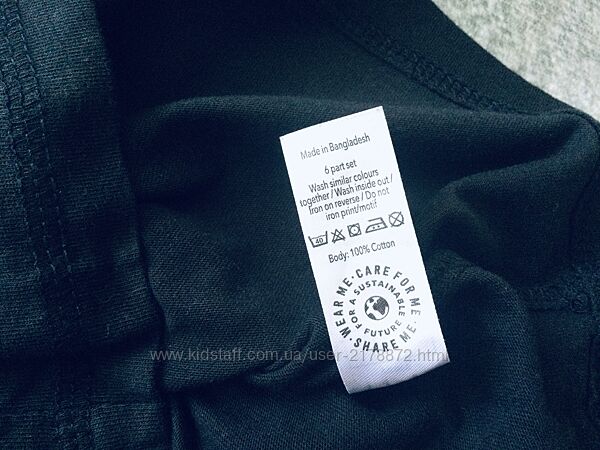 Made in Bangladesh
6 part set
Wash similar colours
together / Wash inside out /
Iron on reverse / Do not
iron print/motif
40
Body: 100% Cotton
WEAR ME · CARE FOR ME · SHARE ME ·
FOR A SUSTAINABLE FUTURE
www.kidstaff.com.ua/user-2178872.html